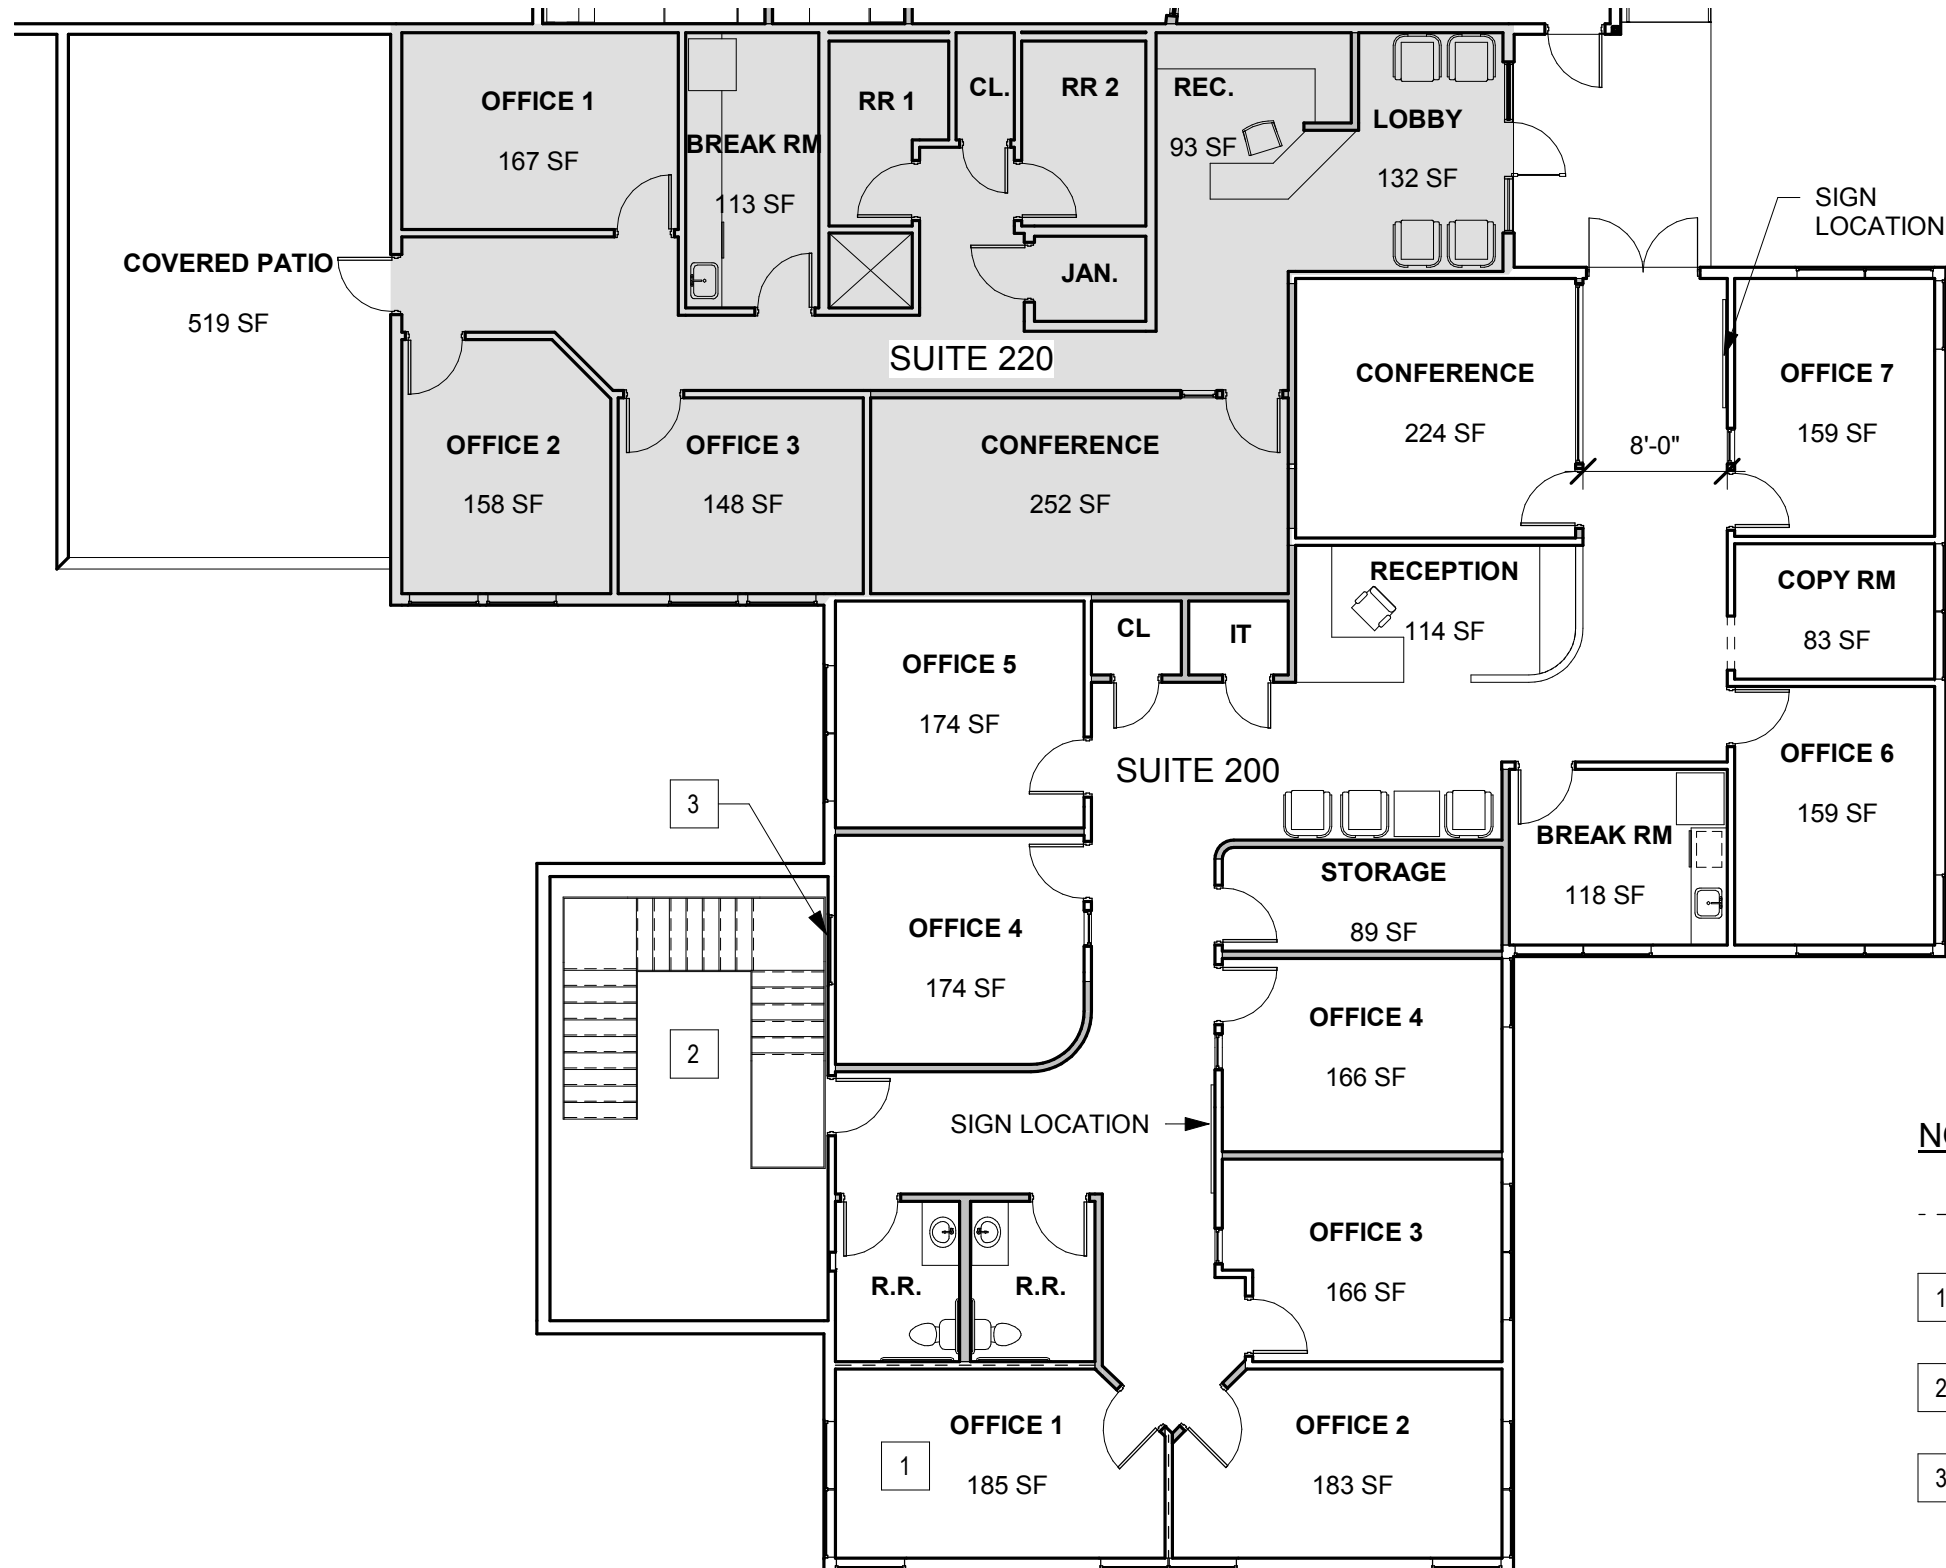 OFFICE 1
167 SF
BREAK RM
113 SF
RR 1
CL.
RR 2
REC.
93 SF
LOBBY
132 SF
SIGN
LOCATION
COVERED PATIO
519 SF
JAN.
SUITE 220
OFFICE 2
158 SF
OFFICE 3
148 SF
CONFERENCE
252 SF
CONFERENCE
224 SF
8'-0"
OFFICE 7
159 SF
RECEPTION
114 SF
COPY RM
83 SF
OFFICE 5
174 SF
CL
IT
SUITE 200
OFFICE 6
159 SF
3
BREAK RM
118 SF
STORAGE
89 SF
OFFICE 4
174 SF
2
OFFICE 4
166 SF
SIGN LOCATION
OFFICE 3
166 SF
R.R.
R.R.
OFFICE 1
1
185 SF
OFFICE 2
183 SF
1
2
3